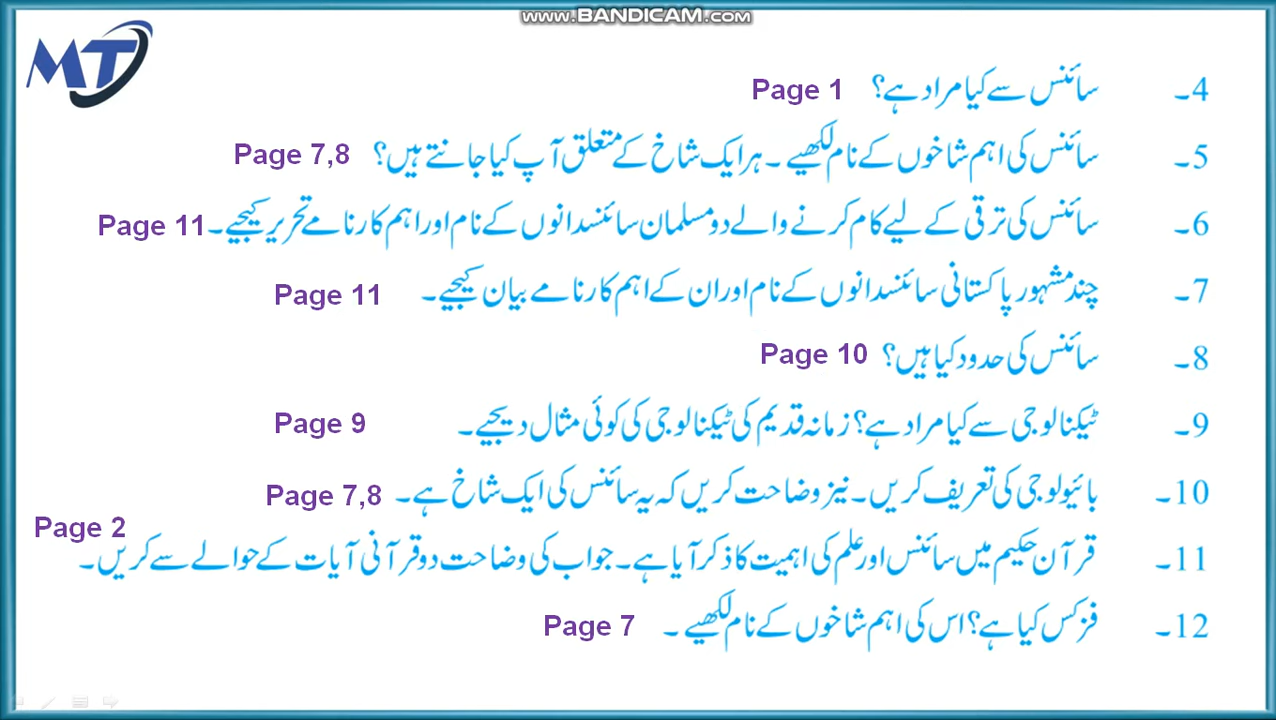 www.BANDICAM.com
MT
4۔ سائنس سے کیا مراد ہے؟ Page 1
5۔ سائنس کی اہم شاخوں کے نام لکھیے۔ ہر ایک شاخ کے متعلق آپ کیا جانتے ہیں؟ Page 7,8
6۔ سائنس کی ترقی کے لیے کام کرنے والے دو مسلمان سائنسدانوں کے نام اور اہم کارنامے تحریر کیجیے۔ Page 11
7۔ چند مشہور پاکستانی سائنسدانوں کے نام اور ان کے اہم کارنامے بیان کیجیے۔ Page 11
8۔ سائنس کی حدود کیا ہیں؟ Page 10
9۔ ٹیکنالوجی سے کیا مراد ہے؟ زمانہ قدیم کی ٹیکنالوجی کی کوئی مثال دیجیے۔ Page 9
10۔ بائیولوجی کی تعریف کریں۔ نیز وضاحت کریں کہ یہ سائنس کی ایک شاخ ہے۔ Page 7,8
11۔ قرآن حکیم میں سائنس اور علم کی اہمیت کا ذکر آیا ہے۔ جواب کی وضاحت دو قرآنی آیات کے حوالے سے کریں۔ Page 2
12۔ فزکس کیا ہے؟ اس کی اہم شاخوں کے نام لکھیے۔ Page 7